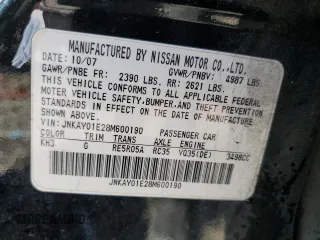 MANUFACTURED BY NISSAN MOTOR CO.,LTD.
DATE: 10/07 GVWR/PNBV: 4987 LBS.
GAWR/PNBE FR: 2390 LBS. RR: 2621 LBS.
THIS VEHICLE CONFORMS TO ALL APPLICABLE FEDERAL
MOTOR VEHICLE SAFETY,BUMPER,AND THEFT PREVENTION
STANDARDS IN EFFECT ON THE DATE OF MANUFACTURE
SHOWN ABOVE.
VIN: JNKAY01E28M600190 PASSENGER CAR
COLOR TRIM TRANS AXLE ENGINE
KH3 G RE5R05A RC35 VQ35(DE) 3498CC
JNKAY01E28M600190